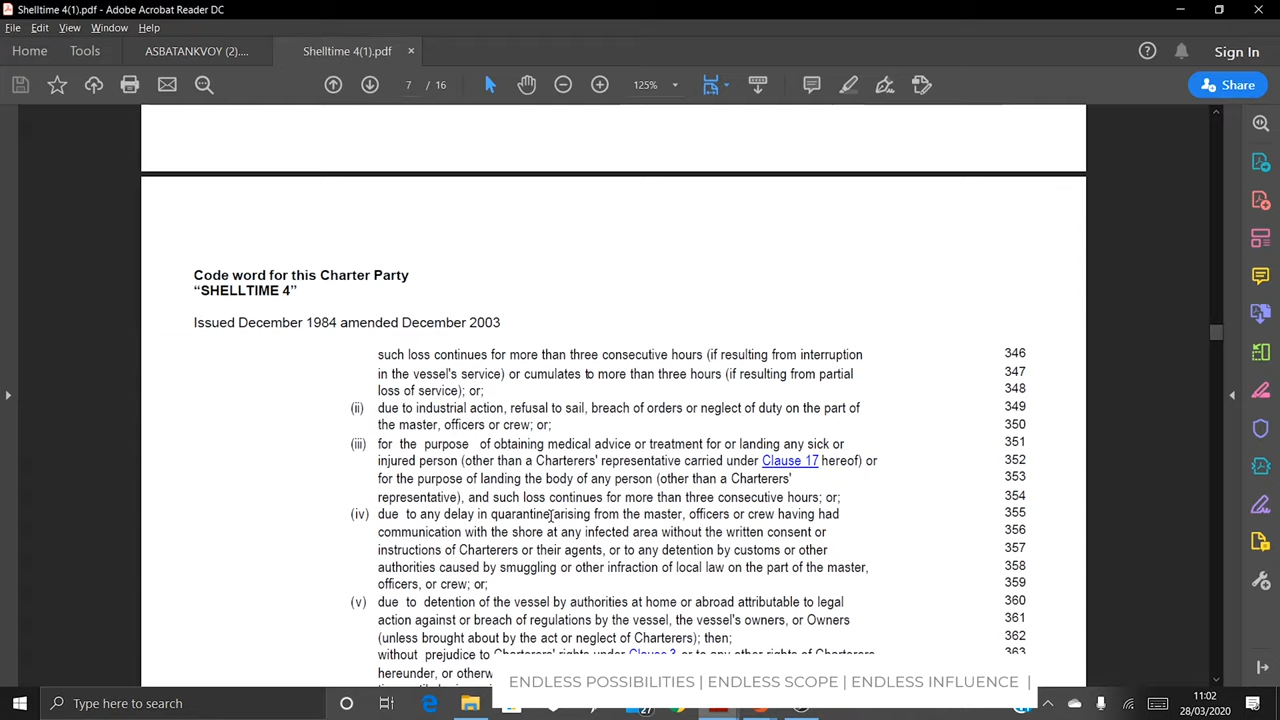 Shelltime 4(1).pdf - Adobe Acrobat Reader DC
File Edit View Window Help
Home Tools ASBATANKVOY (2).... Shelltime 4(1).pdf × Sign In
7 / 16 125% Share
Code word for this Charter Party
“SHELLTIME 4”
Issued December 1984 amended December 2003
such loss continues for more than three consecutive hours (if resulting from interruption 346
in the vessel's service) or cumulates to more than three hours (if resulting from partial 347
loss of service); or; 348
(ii) due to industrial action, refusal to sail, breach of orders or neglect of duty on the part of 349
the master, officers or crew; or; 350
(iii) for the purpose of obtaining medical advice or treatment for or landing any sick or 351
injured person (other than a Charterers' representative carried under Clause 17 hereof) or 352
for the purpose of landing the body of any person (other than a Charterers' 353
representative), and such loss continues for more than three consecutive hours; or; 354
(iv) due to any delay in quarantine arising from the master, officers or crew having had 355
communication with the shore at any infected area without the written consent or 356
instructions of Charterers or their agents, or to any detention by customs or other 357
authorities caused by smuggling or other infraction of local law on the part of the master, 358
officers, or crew; or; 359
(v) due to detention of the vessel by authorities at home or abroad attributable to legal 360
action against or breach of regulations by the vessel, the vessel's owners, or Owners 361
(unless brought about by the act or neglect of Charterers); then; 362
without prejudice to Charterers' rights under Clause 3 or to any other rights of Charterers 363
hereunder, or otherw
ENDLESS POSSIBILITIES | ENDLESS SCOPE | ENDLESS INFLUENCE |
Type here to search
27
11:02
28/03/2020